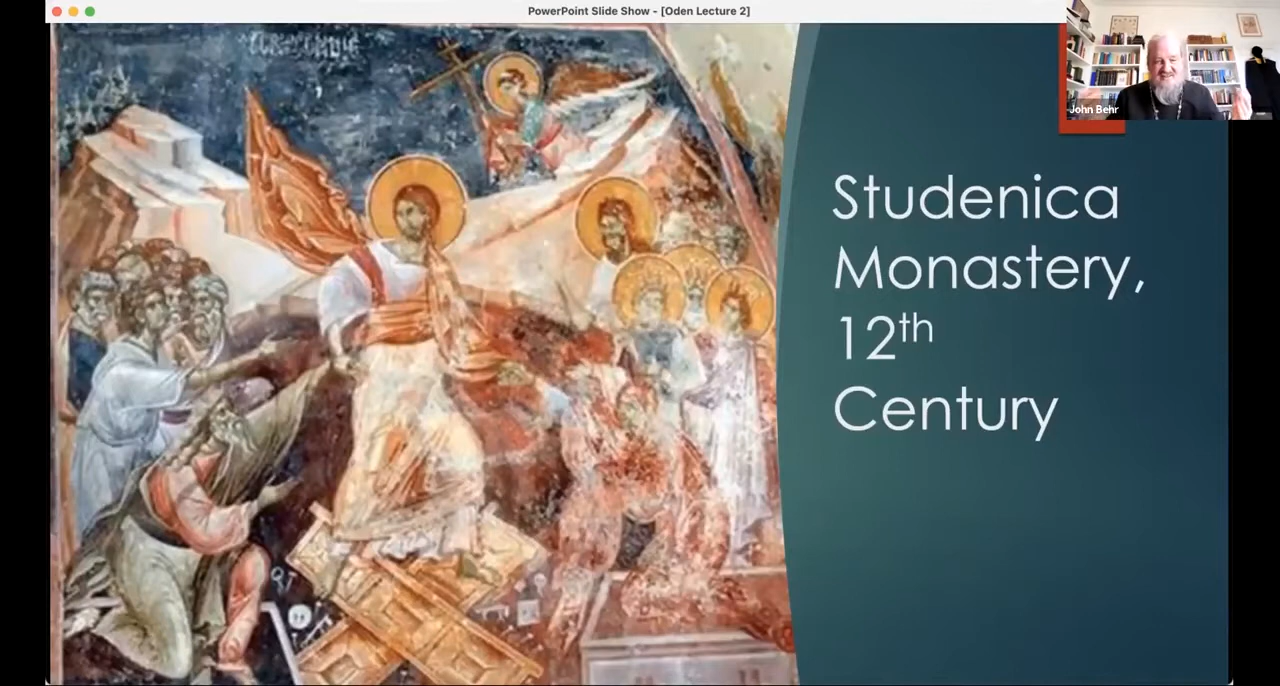 PowerPoint Slide Show - [Oden Lecture 2]
John Behr
Studenica
Monastery,
12th
Century